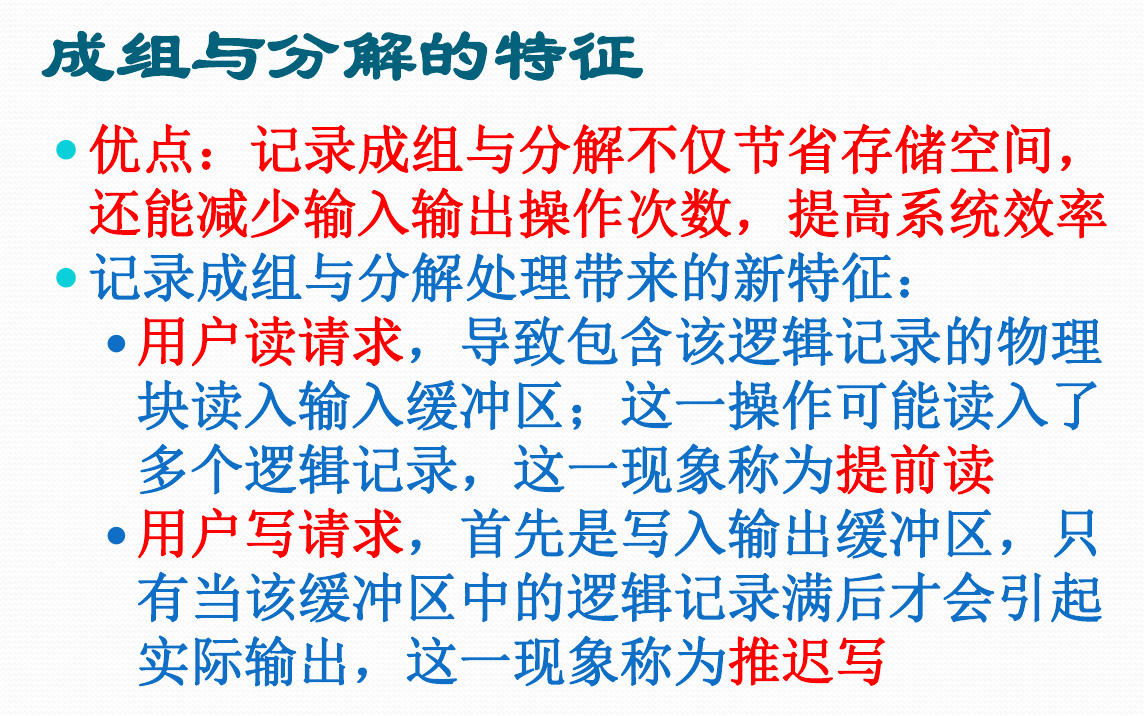 成组与分解的特征
优点：记录成组与分解不仅节省存储空间，
还能减少输入输出操作次数，提高系统效率
记录成组与分解处理带来的新特征：
用户读请求，导致包含该逻辑记录的物理
块读入输入缓冲区；这一操作可能读入了
多个逻辑记录，这一现象称为提前读
用户写请求，首先是写入输出缓冲区，只
有当该缓冲区中的逻辑记录满后才会引起
实际输出，这一现象称为推迟写